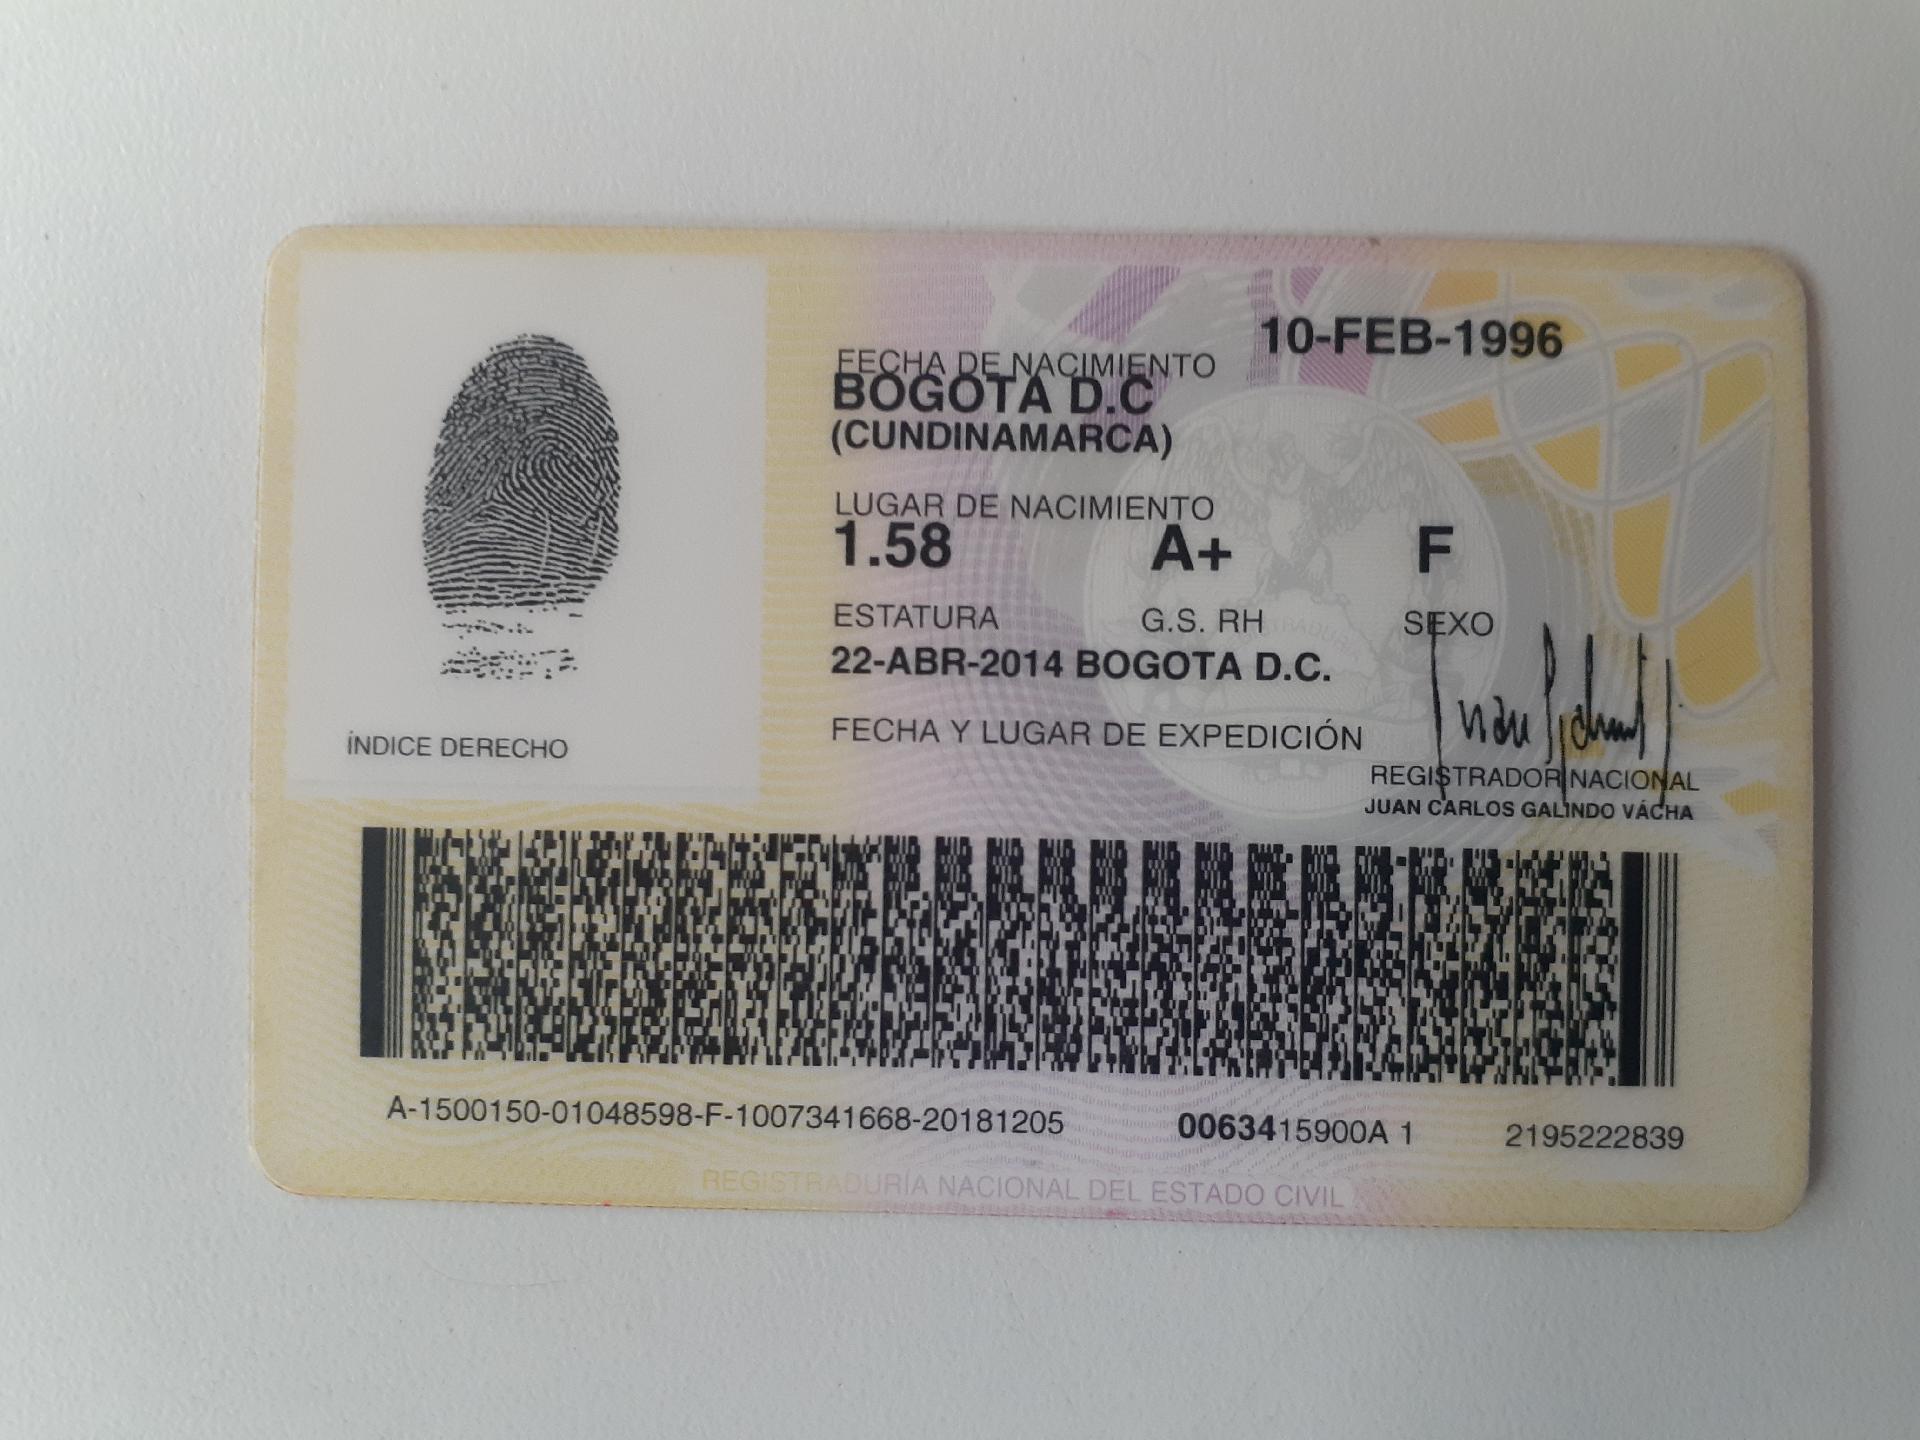 10-FEB-1996
FECHA DE NACIMIENTO
BOGOTA D.C
(CUNDINAMARCA)
LUGAR DE NACIMIENTO
1.58 A+ F
ESTATURA G.S. RH SEXO
22-ABR-2014 BOGOTA D.C.
FECHA Y LUGAR DE EXPEDICIÓN
ÍNDICE DERECHO
REGISTRADOR NACIONAL
JUAN CARLOS GALINDO VÁCHA
A-1500150-01048598-F-1007341668-20181205 0063415900A 1 2195222839
REGISTRADURÍA NACIONAL DEL ESTADO CIVIL